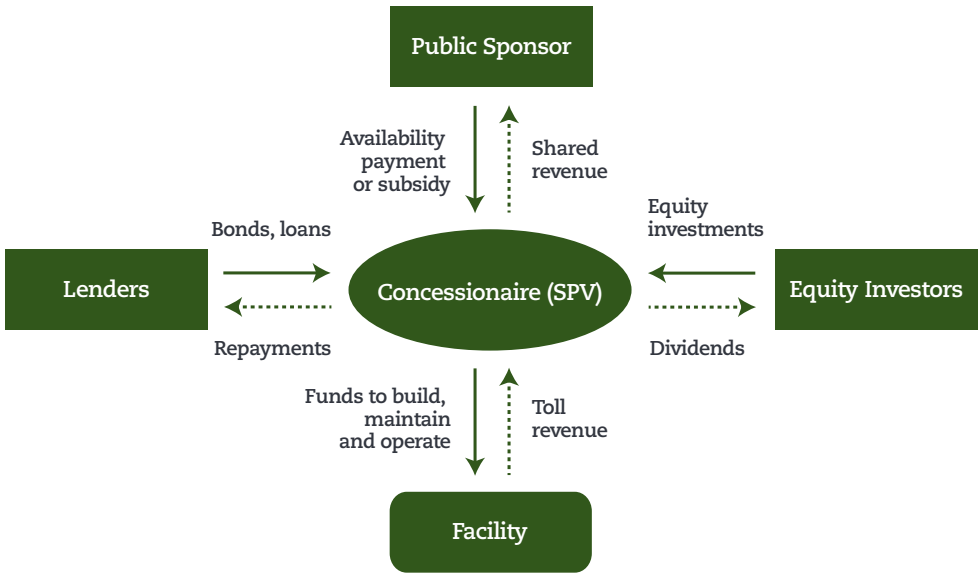 Public Sponsor
Availability
payment
or subsidy
Shared
revenue
Bonds, loans
Equity
investments
Lenders
Concessionaire (SPV)
Equity Investors
Repayments
Dividends
Funds to build,
maintain
and operate
Toll
revenue
Facility